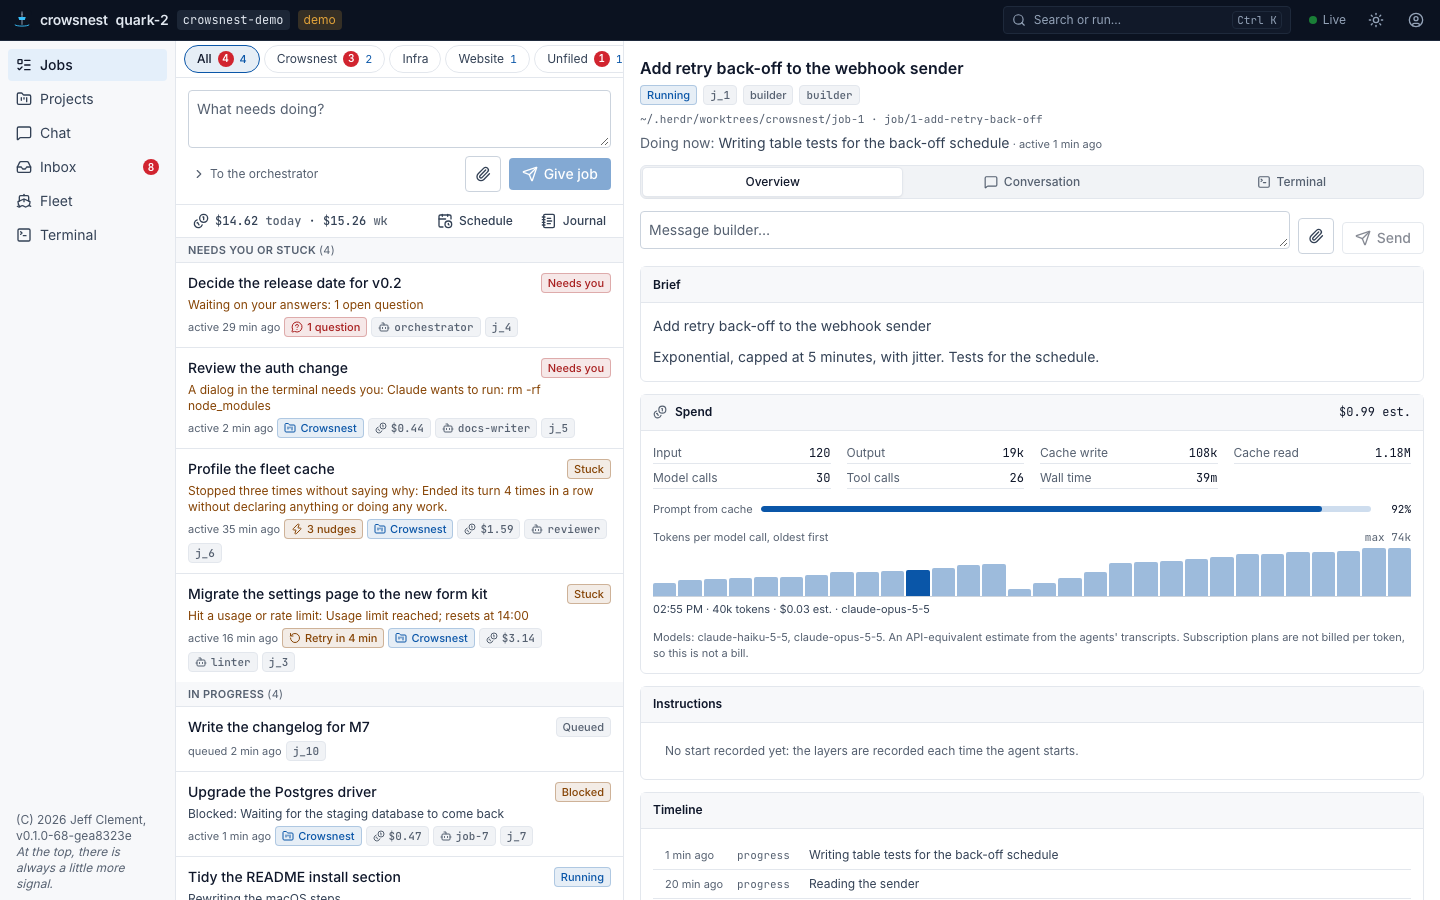 crowsnest quark-2 crowsnest-demo demo
Search or run... Ctrl K
Live
Jobs
Projects
Chat
Inbox 8
Fleet
Terminal
(C) 2026 Jeff Clement,
v0.1.0-68-gea8323e
At the top, there is
always a little more
signal.
All 4 4 Crowsnest 3 2 Infra Website 1 Unfiled 1 1
What needs doing?
To the orchestrator
Give job
$14.62 today · $15.26 wk
Schedule
Journal
NEEDS YOU OR STUCK (4)
Decide the release date for v0.2 Needs you
Waiting on your answers: 1 open question
active 29 min ago 1 question orchestrator j_4
Review the auth change Needs you
A dialog in the terminal needs you: Claude wants to run: rm -rf
node_modules
active 2 min ago Crowsnest $0.44 docs-writer j_5
Profile the fleet cache Stuck
Stopped three times without saying why: Ended its turn 4 times in a row
without declaring anything or doing any work.
active 35 min ago 3 nudges Crowsnest $1.59 reviewer
j_6
Migrate the settings page to the new form kit Stuck
Hit a usage or rate limit: Usage limit reached; resets at 14:00
active 16 min ago Retry in 4 min Crowsnest $3.14
linter j_3
IN PROGRESS (4)
Write the changelog for M7 Queued
queued 2 min ago j_10
Upgrade the Postgres driver Blocked
Blocked: Waiting for the staging database to come back
active 1 min ago Crowsnest $0.47 job-7 j_7
Tidy the README install section Running
Rewriting the macOS steps
Add retry back-off to the webhook sender
Running j_1 builder builder
~/.herdr/worktrees/crowsnest/job-1 · job/1-add-retry-back-off
Doing now: Writing table tests for the back-off schedule · active 1 min ago
Overview
Conversation
Terminal
Message builder...
Send
Brief
Add retry back-off to the webhook sender
Exponential, capped at 5 minutes, with jitter. Tests for the schedule.
Spend $0.99 est.
Input 120 Output 19k Cache write 108k Cache read 1.18M
Model calls 30 Tool calls 26 Wall time 39m
Prompt from cache 92%
Tokens per model call, oldest first max 74k
02:55 PM · 40k tokens · $0.03 est. · claude-opus-5-5
Models: claude-haiku-5-5, claude-opus-5-5. An API-equivalent estimate from the agents' transcripts. Subscription plans are not billed per token,
so this is not a bill.
Instructions
No start recorded yet: the layers are recorded each time the agent starts.
Timeline
1 min ago progress Writing table tests for the back-off schedule
20 min ago progress Reading the sender